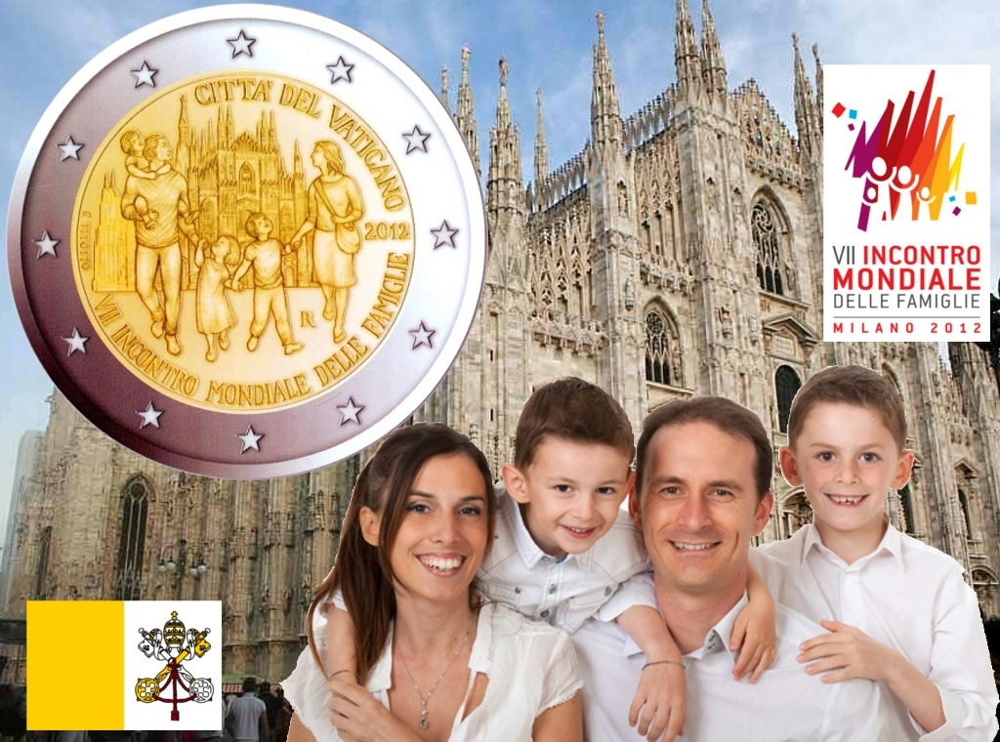 CITTA' DEL VATICANO
2012
R
VII INCONTRO MONDIALE DELLE FAMIGLIE
VII INCONTRO
MONDIALE
DELLE FAMIGLIE
MILANO 2012